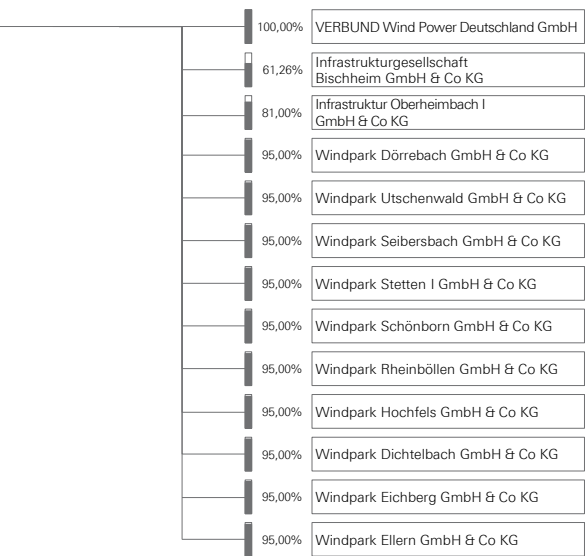 100,00% VERBUND Wind Power Deutschland GmbH
61,26% Infrastrukturgesellschaft
Bischheim GmbH & Co KG
81,00% Infrastruktur Oberheimbach I
GmbH & Co KG
95,00% Windpark Dörrebach GmbH & Co KG
95,00% Windpark Utschenwald GmbH & Co KG
95,00% Windpark Seibersbach GmbH & Co KG
95,00% Windpark Stetten I GmbH & Co KG
95,00% Windpark Schönborn GmbH & Co KG
95,00% Windpark Rheinböllen GmbH & Co KG
95,00% Windpark Hochfels GmbH & Co KG
95,00% Windpark Dichtelbach GmbH & Co KG
95,00% Windpark Eichberg GmbH & Co KG
95,00% Windpark Ellern GmbH & Co KG